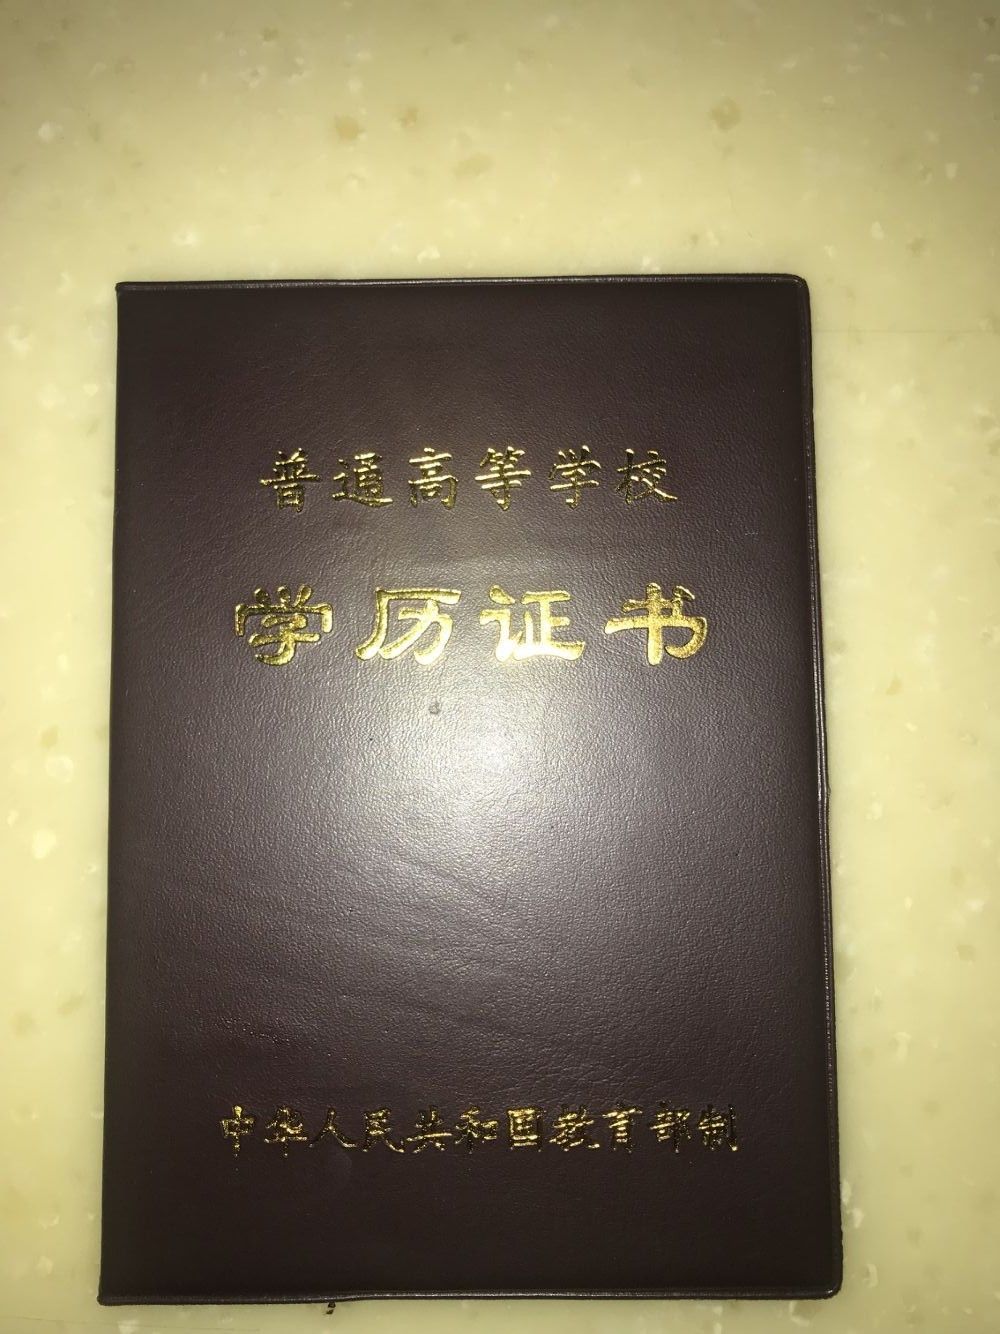 普通高等学校
学历证书
中华人民共和国教育部制